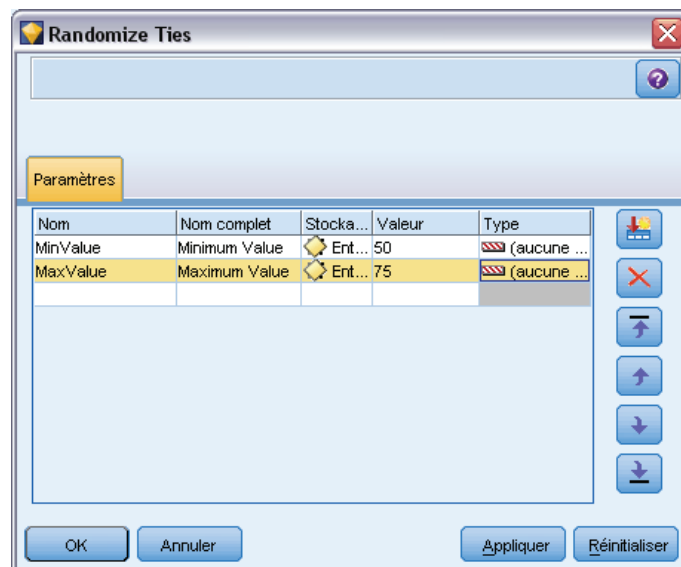 Randomize Ties
Paramètres
Nom Nom complet Stocka... Valeur Type
MinValue Minimum Value Ent... 50 (aucune ...
MaxValue Maximum Value Ent... 75 (aucune ...
OK Annuler Appliquer Réinitialiser